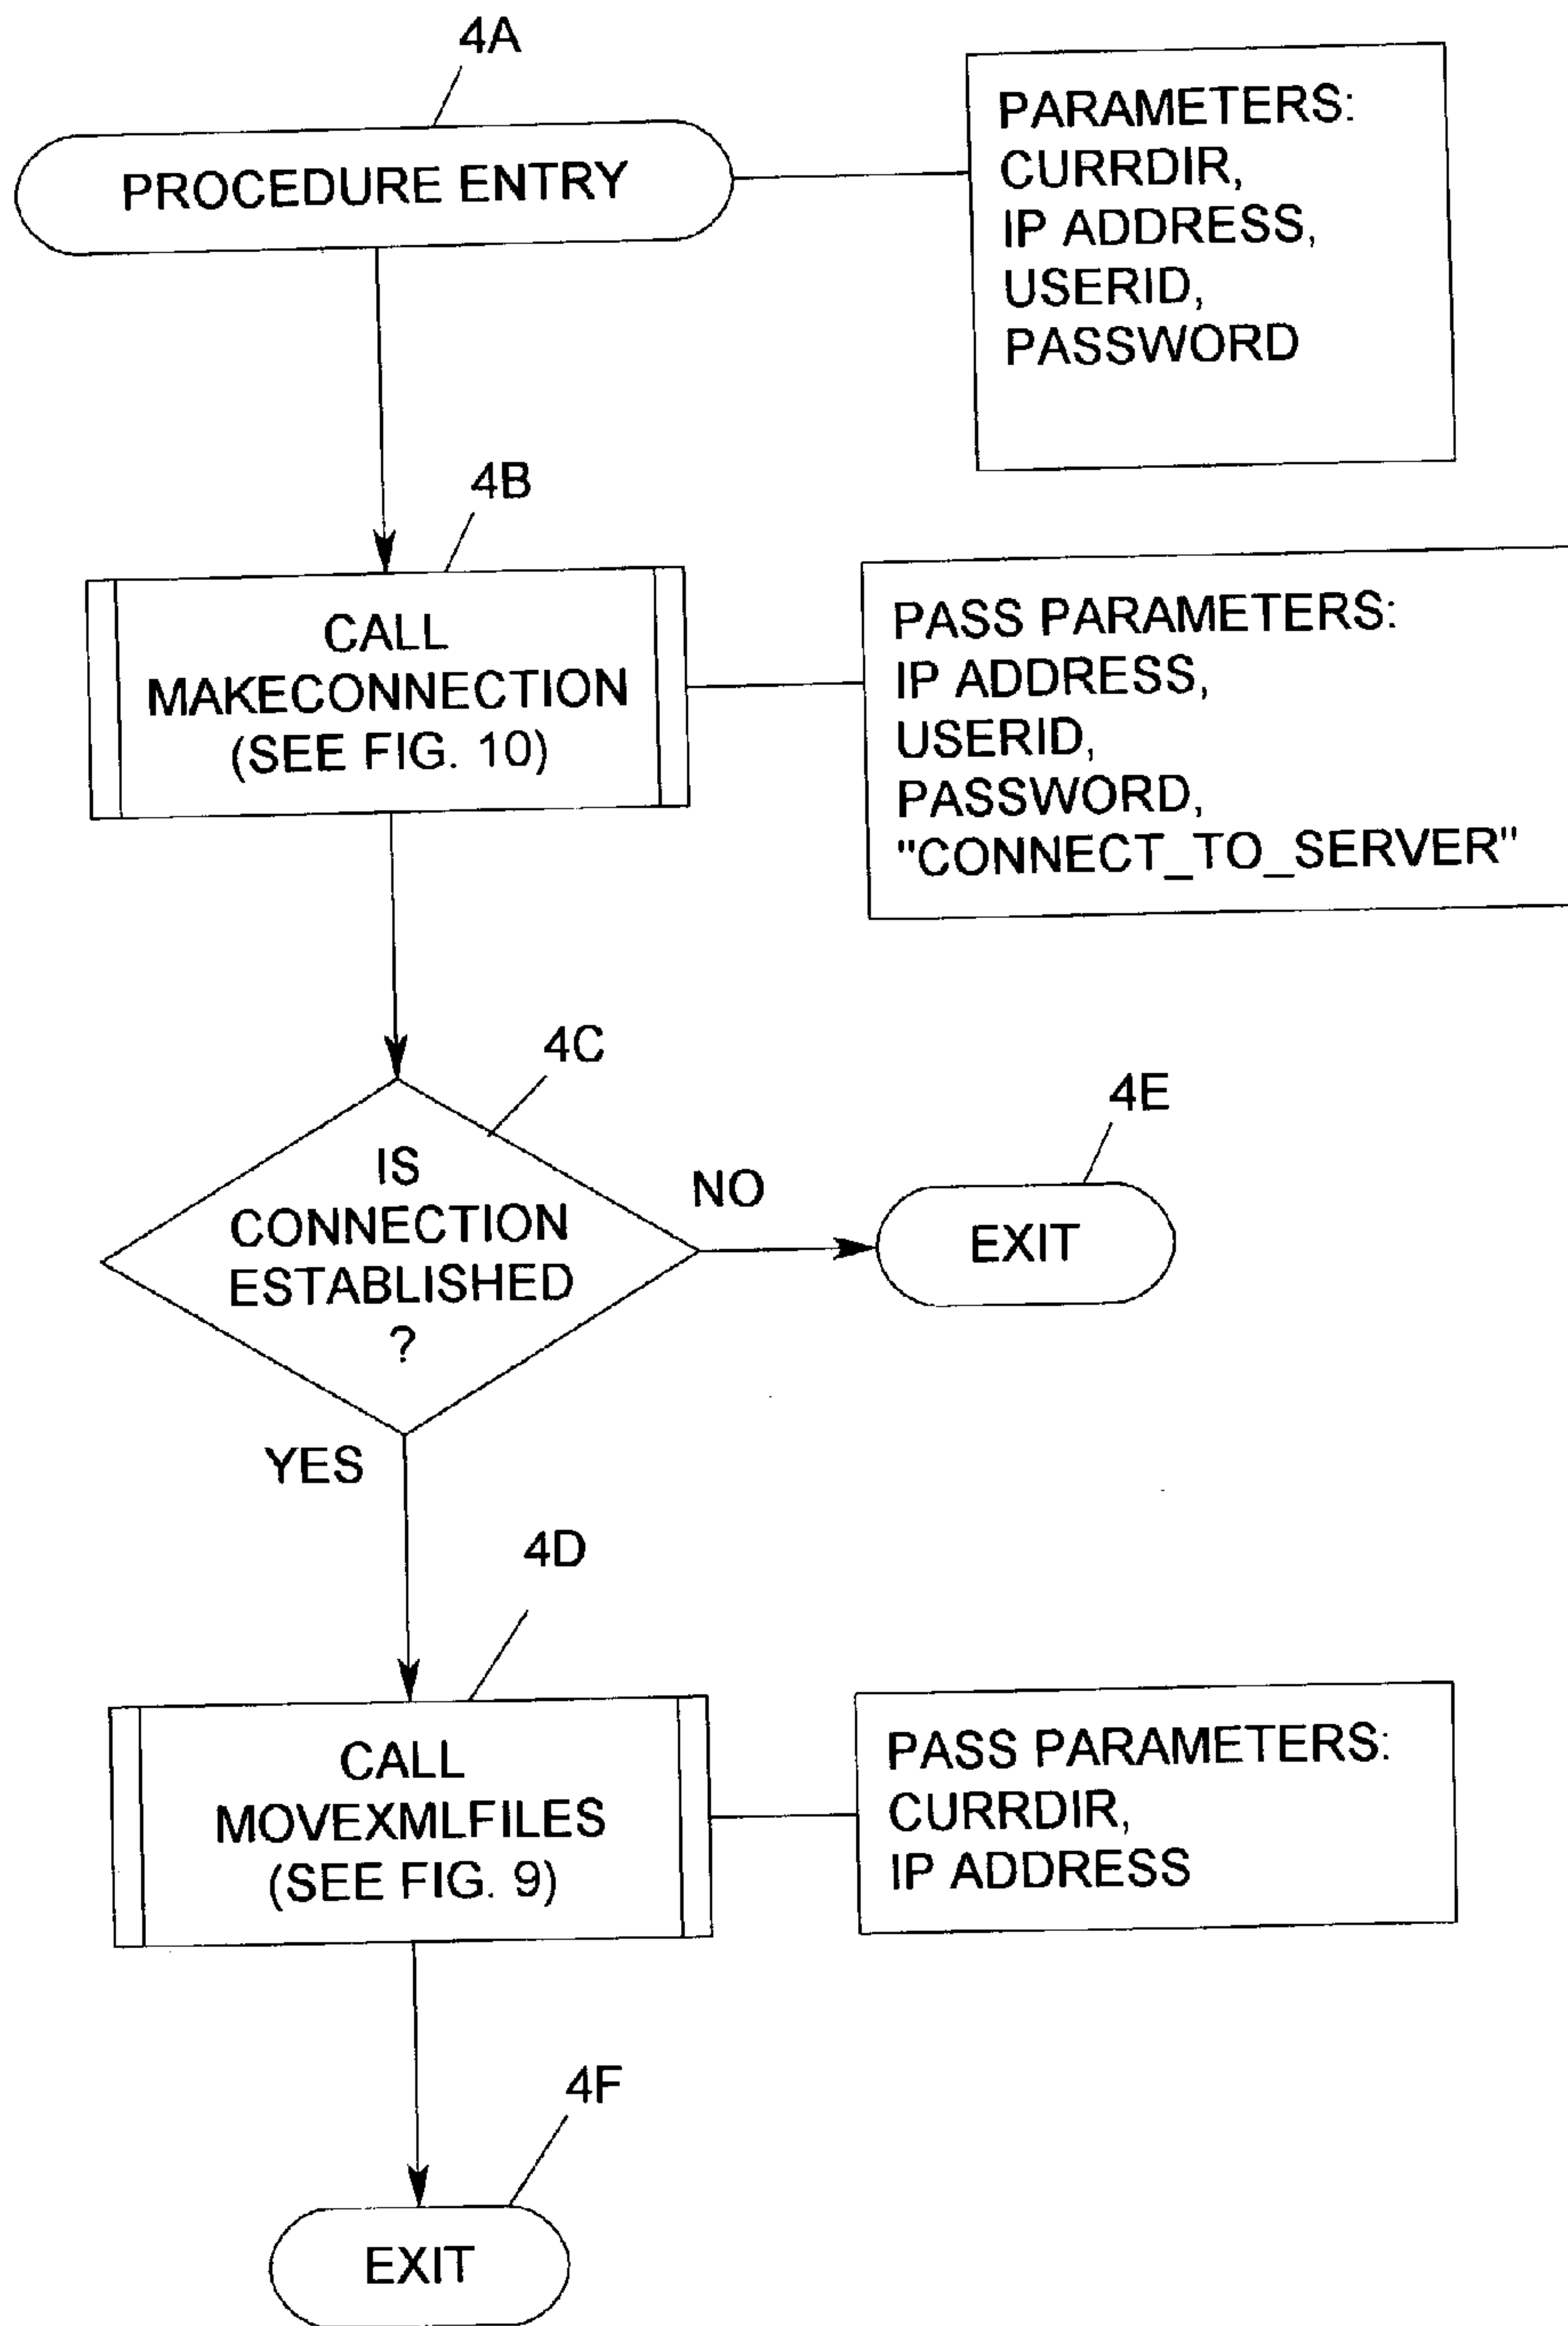 4A
PROCEDURE ENTRY
PARAMETERS:
CURRDIR,
IP ADDRESS,
USERID,
PASSWORD
4B
CALL
MAKECONNECTION
(SEE FIG. 10)
PASS PARAMETERS:
IP ADDRESS,
USERID,
PASSWORD,
"CONNECT_TO_SERVER"
4C
IS
CONNECTION
ESTABLISHED
?
NO
4E
EXIT
YES
4D
CALL
MOVEXMLFILES
(SEE FIG. 9)
PASS PARAMETERS:
CURRDIR,
IP ADDRESS
4F
EXIT